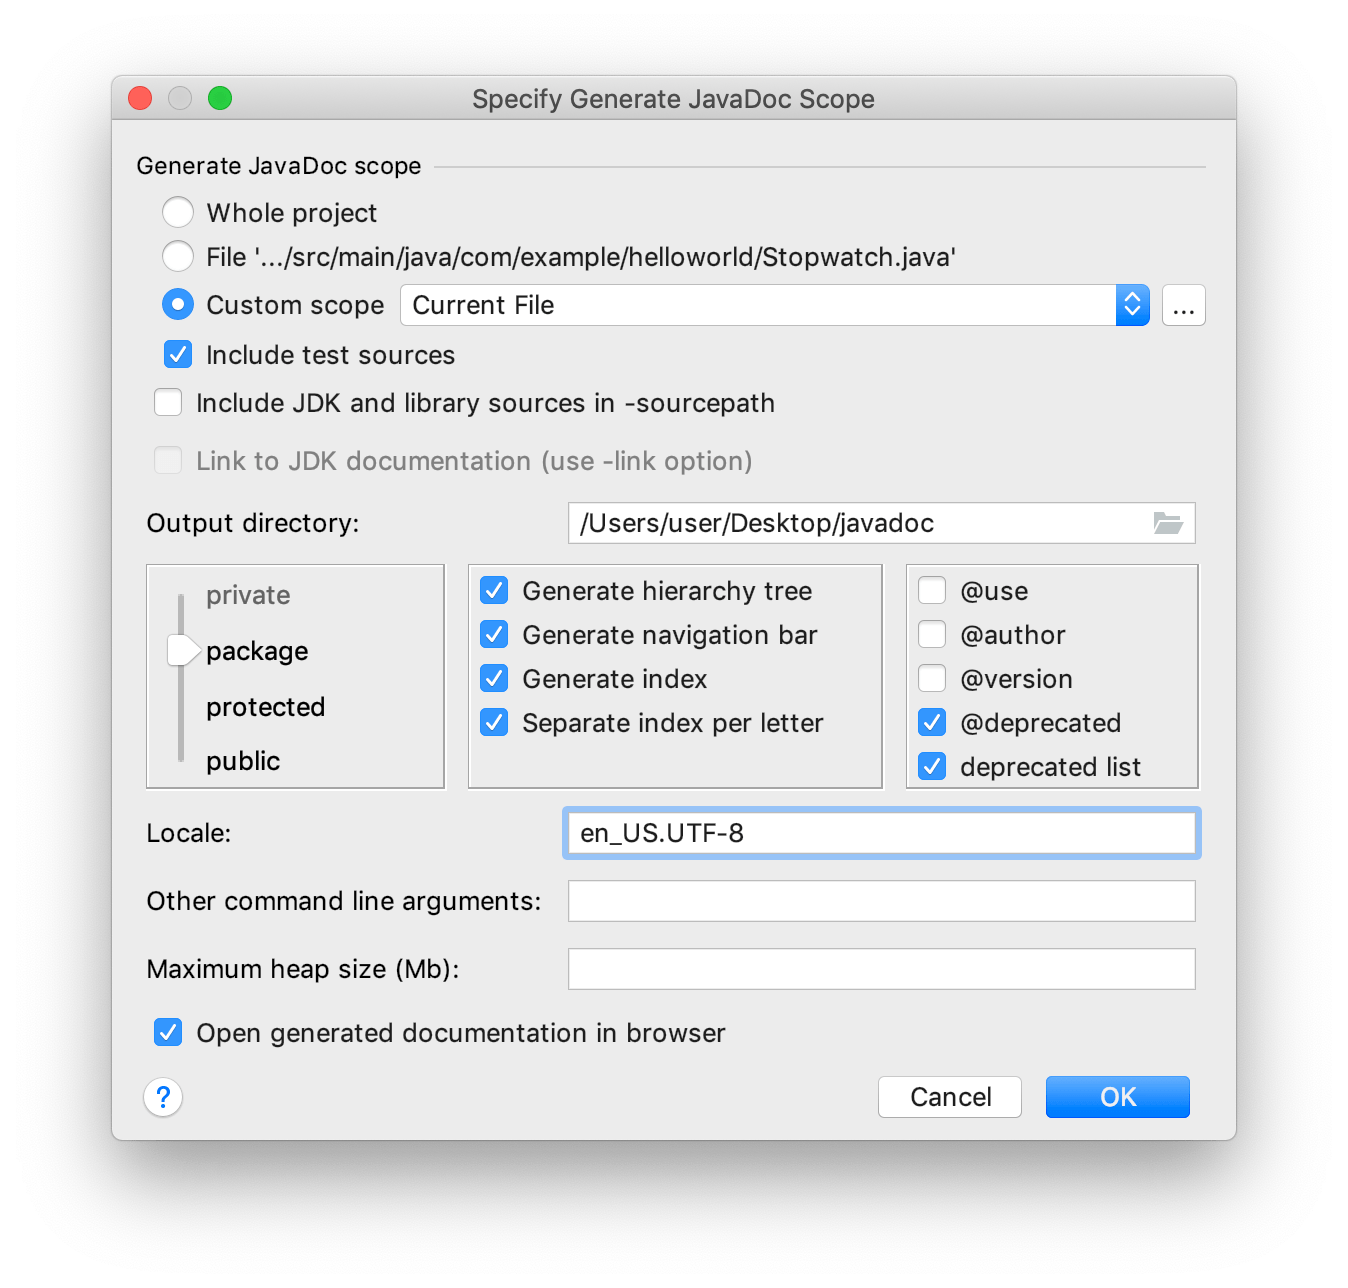 Specify Generate JavaDoc Scope
Generate JavaDoc scope
Whole project
File '.../src/main/java/com/example/helloworld/Stopwatch.java'
Custom scope Current File ...
Include test sources
Include JDK and library sources in -sourcepath
Link to JDK documentation (use -link option)
Output directory: /Users/user/Desktop/javadoc
private
package
protected
public
Generate hierarchy tree
Generate navigation bar
Generate index
Separate index per letter
@use
@author
@version
@deprecated
deprecated list
Locale: en_US.UTF-8
Other command line arguments:
Maximum heap size (Mb):
Open generated documentation in browser
? Cancel OK